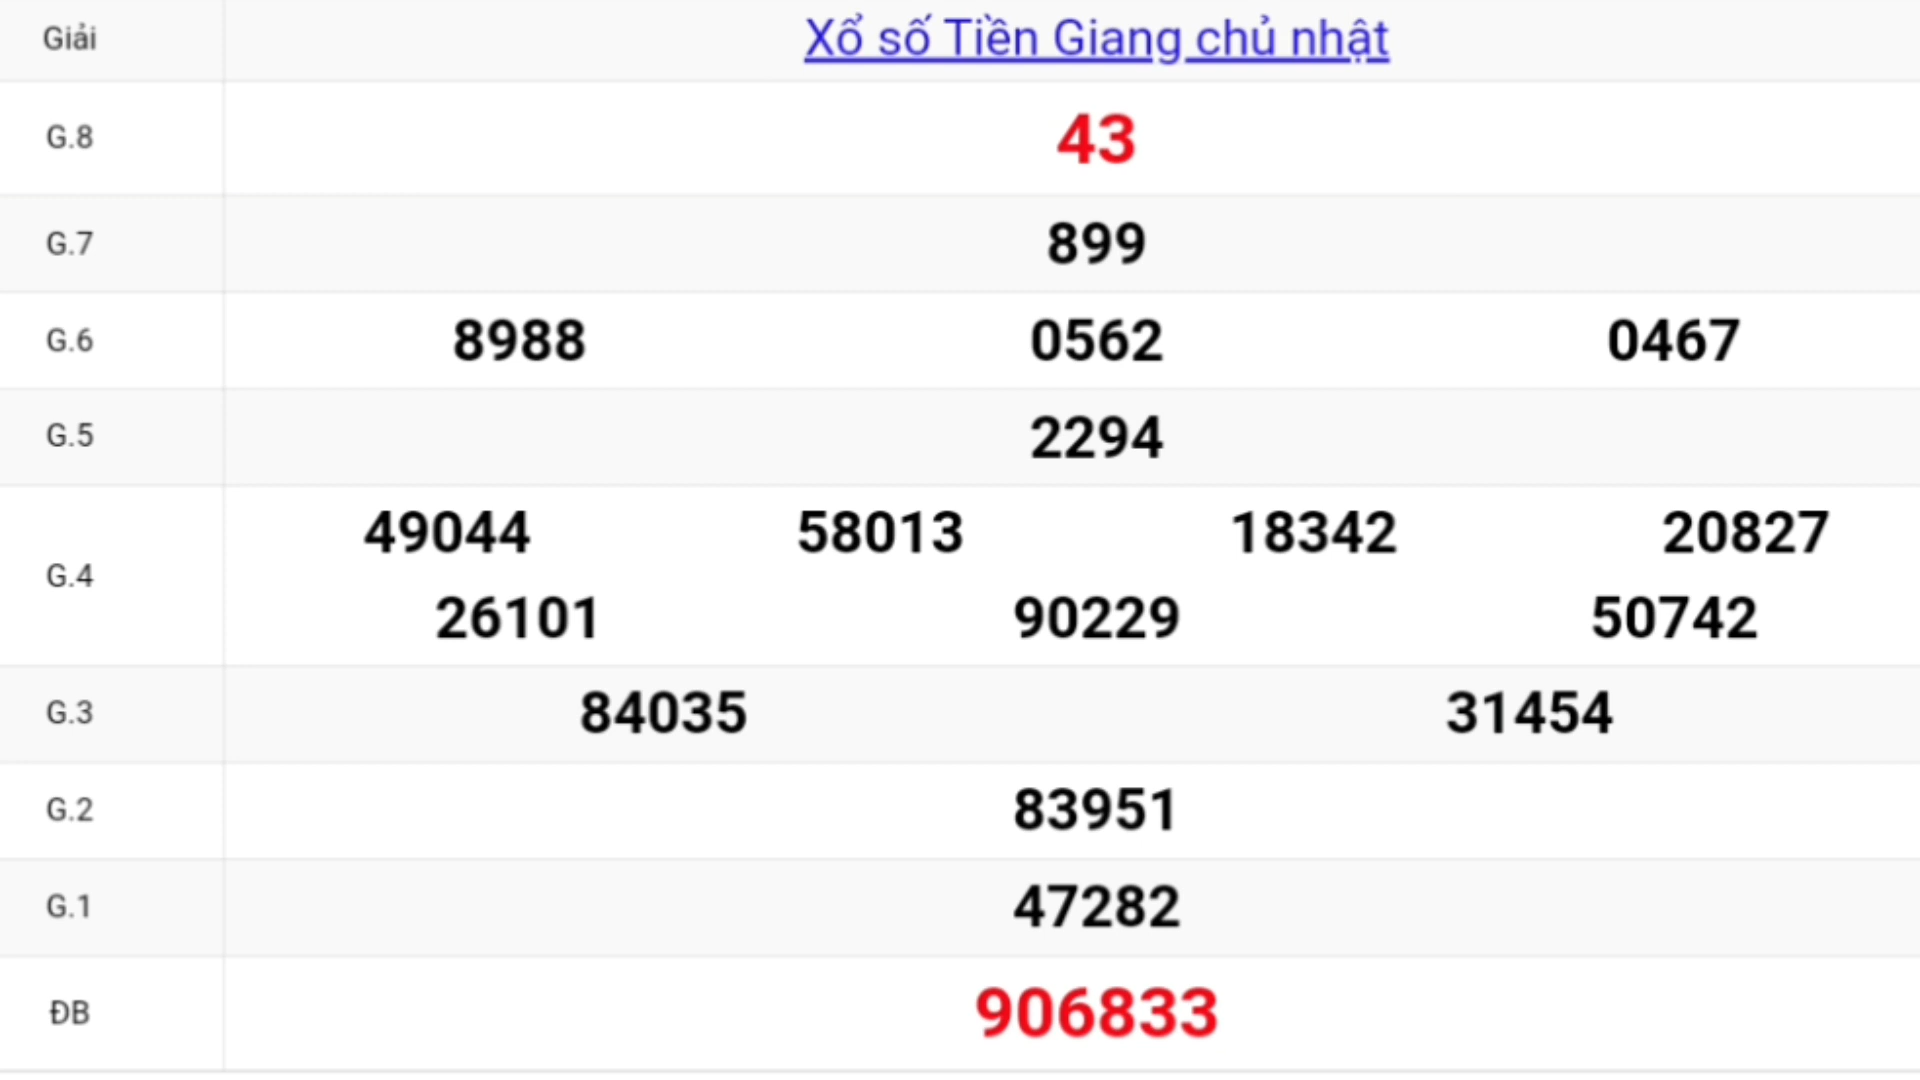 Giải Xổ số Tiền Giang chủ nhật
G.8 43
G.7 899
G.6 8988 0562 0467
G.5 2294
G.4 49044 58013 18342 20827
26101 90229 50742
G.3 84035 31454
G.2 83951
G.1 47282
ĐB 906833